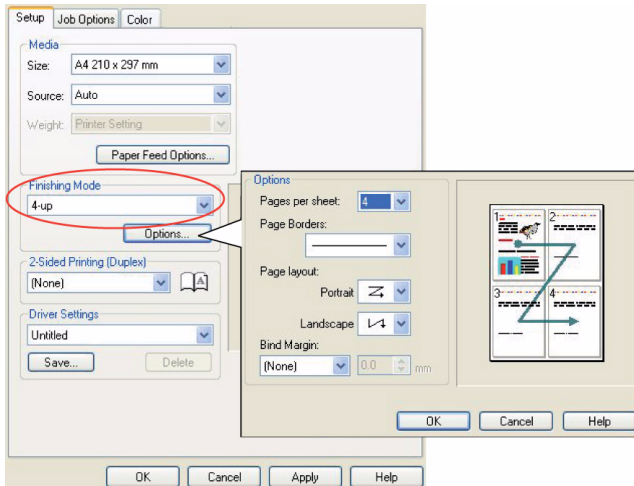 Setup Job Options Color
Media
Size: A4 210 x 297 mm
Source: Auto
Weight: Printer Setting
Paper Feed Options...
Finishing Mode
4-up
Options...
2-Sided Printing (Duplex)
(None) A
Driver Settings
Untitled
Save... Delete
OK Cancel Apply Help
Options
Pages per sheet: 4
Page Borders:
Page layout:
Portrait
Landscape
Bind Margin:
(None) 0.0 mm
1 2
3 4
OK Cancel Help